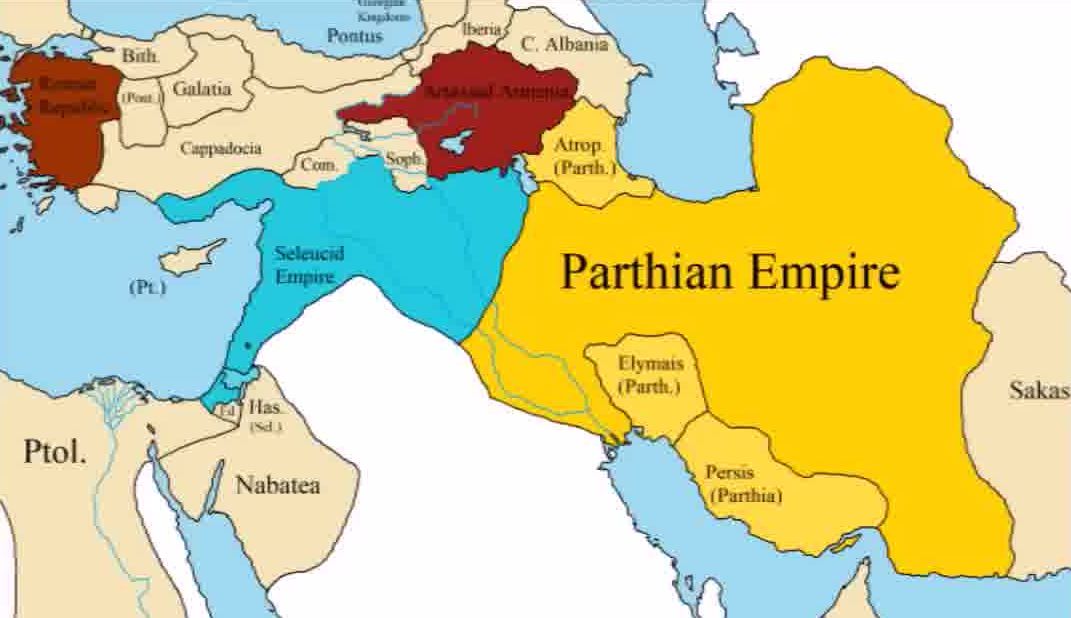 Georgian
Kingdoms
Pontus
Iberia
C. Albania
Bith.
Roman
Republic
(Pont.)
Galatia
Artaxiad Armenia
Cappadocia
Com.
Soph.
Atrop.
(Parth.)
Seleucid
Empire
Parthian Empire
(Pt.)
Elymais
(Parth.)
Sakas
Ed
Has.
(Sel.)
Ptol.
Nabatea
Persis
(Parthia)